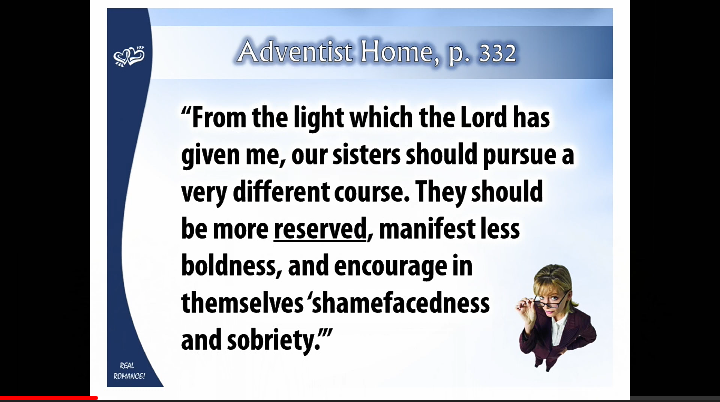 Adventist Home, p. 332
“From the light which the Lord has
given me, our sisters should pursue a
very different course. They should
be more reserved, manifest less
boldness, and encourage in
themselves ‘shamefacedness
and sobriety.’”
REAL
ROMANCE!